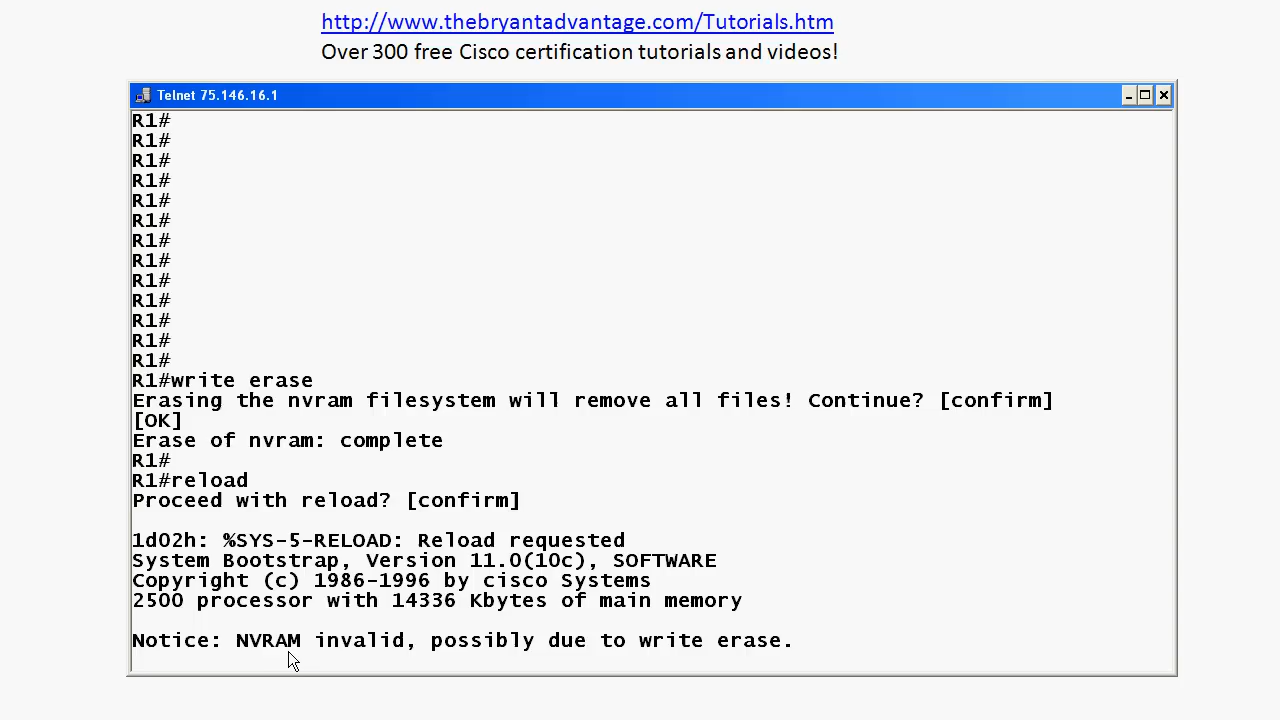 http://www.thebryantadvantage.com/Tutorials.htm
Over 300 free Cisco certification tutorials and videos!
Telnet 75.146.16.1
R1#
R1#
R1#
R1#
R1#
R1#
R1#
R1#
R1#
R1#
R1#
R1#
R1#
R1#write erase
Erasing the nvram filesystem will remove all files! Continue? [confirm]
[OK]
Erase of nvram: complete
R1#
R1#reload
Proceed with reload? [confirm]
1d02h: %SYS-5-RELOAD: Reload requested
System Bootstrap, Version 11.0(10c), SOFTWARE
Copyright (c) 1986-1996 by cisco Systems
2500 processor with 14336 Kbytes of main memory
Notice: NVRAM invalid, possibly due to write erase.